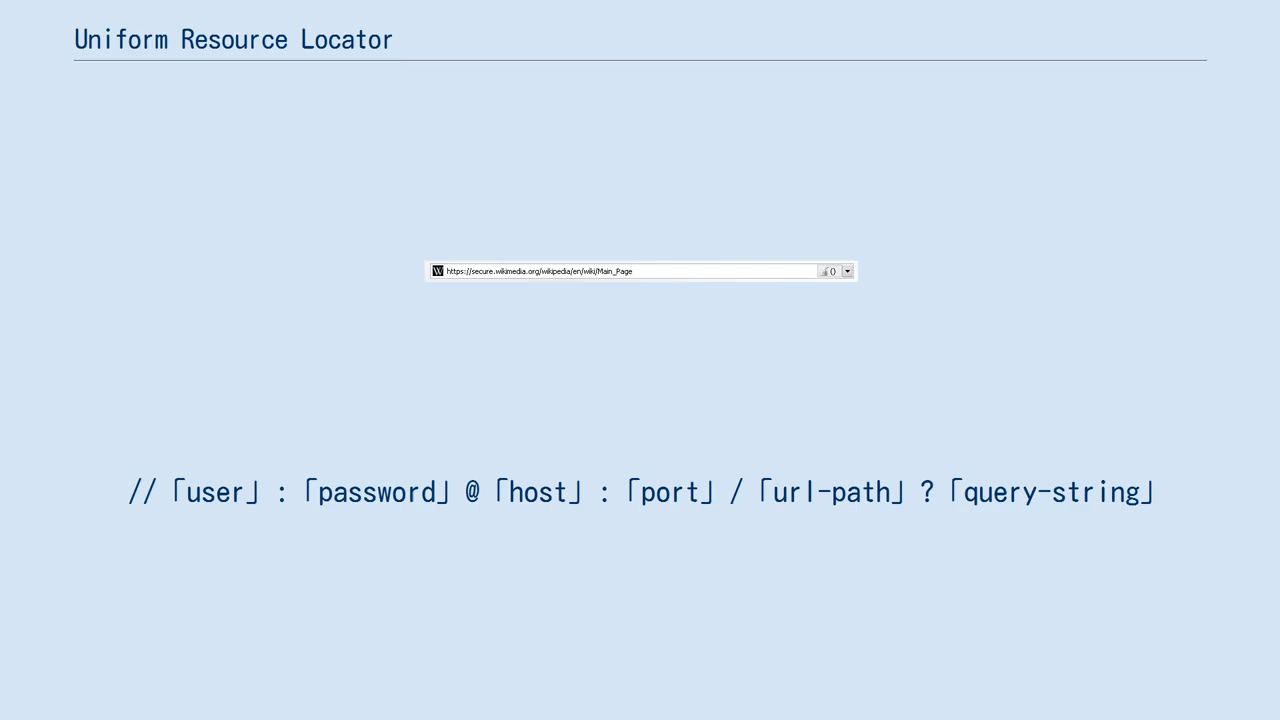 Uniform Resource Locator
W https://secure.wikimedia.org/wikipedia/en/wiki/Main_Page 0
//「user」:「password」@「host」:「port」/「url-path」?「query-string」